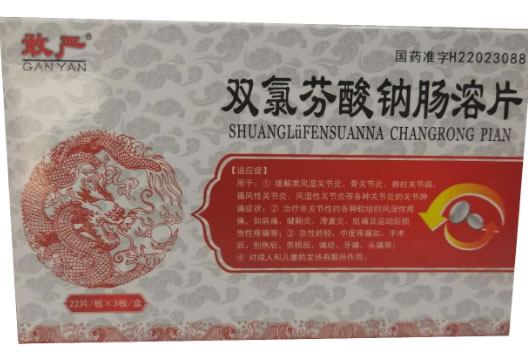 敢严®
GANYAN
国药准字H22023088
双氯芬酸钠肠溶片
SHUANGLüFENSUANNA CHANGRONG PIAN
【适应症】
用于：① 缓解类风湿关节炎、骨关节炎、脊柱关节病、
痛风性关节炎、风湿性关节炎等各种关节炎的关节肿
痛症状；② 治疗非关节性的各种软组织风湿性疼
痛，如肩痛、腱鞘炎、滑囊炎、肌痛及运动后损
伤性疼痛等；③ 急性的轻、中度疼痛如：手术
后、创伤后、劳损后、痛经、牙痛、头痛等；
④ 对成人和儿童的发热有解热作用。
22片/板×3板/盒